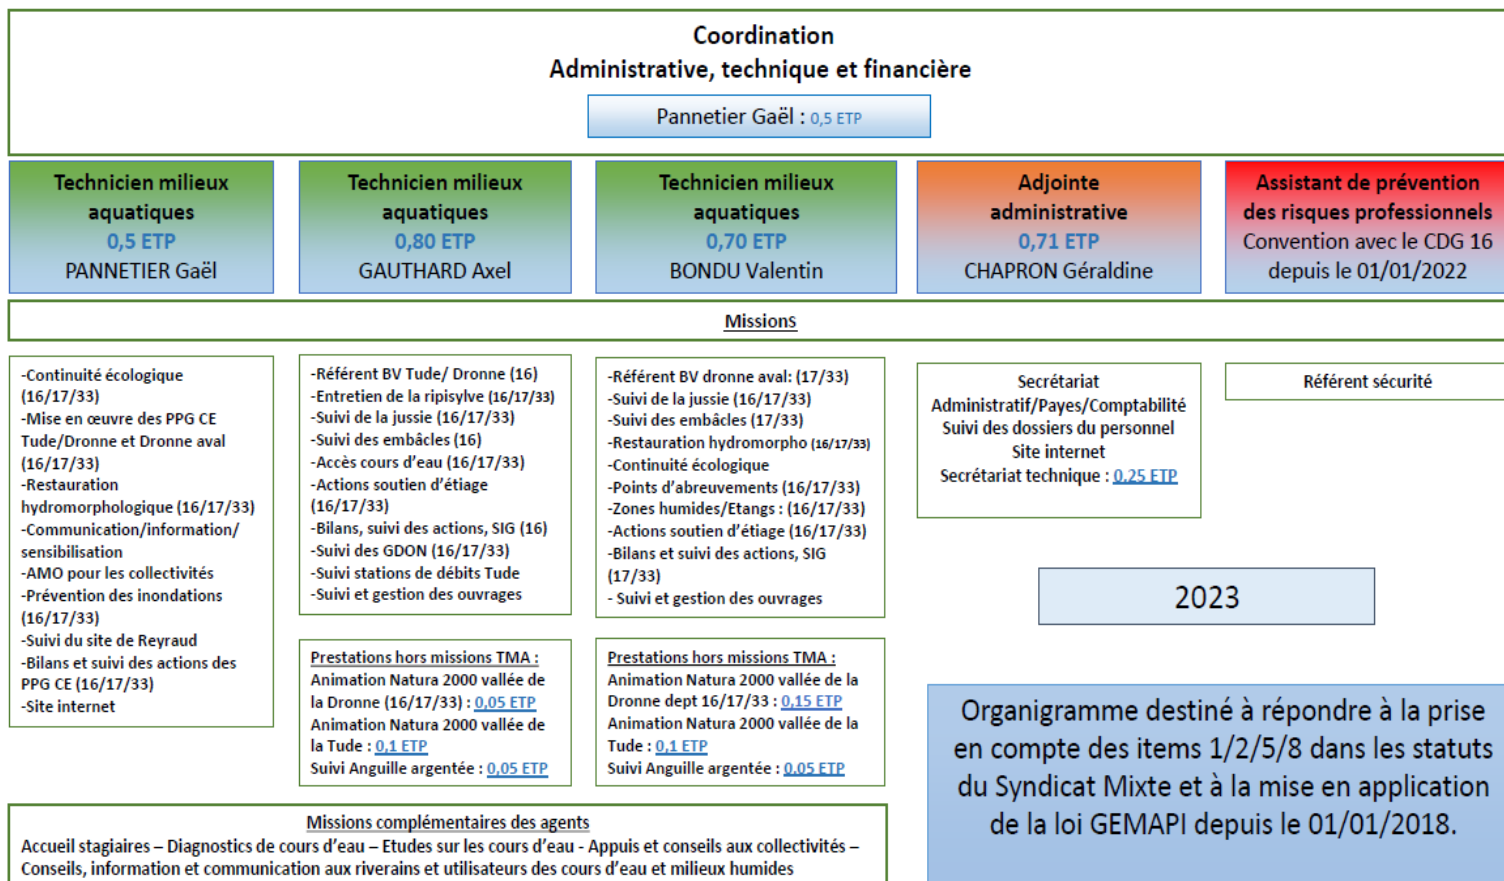 Coordination
Administrative, technique et financière
Pannetier Gaël : 0,5 ETP
Technicien milieux
aquatiques
0,5 ETP
PANNETIER Gaël
Technicien milieux
aquatiques
0,80 ETP
GAUTHARD Axel
Technicien milieux
aquatiques
0,70 ETP
BONDU Valentin
Adjointe
administrative
0,71 ETP
CHAPRON Géraldine
Assistant de prévention
des risques professionnels
Convention avec le CDG 16
depuis le 01/01/2022
Missions
-Continuité écologique
(16/17/33)
-Mise en œuvre des PPG CE
Tude/Dronne et Dronne aval
(16/17/33)
-Restauration
hydromorphologique (16/17/33)
-Communication/information/
sensibilisation
-AMO pour les collectivités
-Prévention des inondations
(16/17/33)
-Suivi du site de Reyraud
-Bilans et suivi des actions des
PPG CE (16/17/33)
-Site internet
-Référent BV Tude/ Dronne (16)
-Entretien de la ripisylve (16/17/33)
-Suivi de la jussie (16/17/33)
-Suivi des embâcles (16)
-Accès cours d'eau (16/17/33)
-Actions soutien d'étiage
(16/17/33)
-Bilans, suivi des actions, SIG (16)
-Suivi des GDON (16/17/33)
-Suivi stations de débits Tude
-Suivi et gestion des ouvrages
Prestations hors missions TMA :
Animation Natura 2000 vallée de
la Dronne (16/17/33) : 0,05 ETP
Animation Natura 2000 vallée de
la Tude : 0,1 ETP
Suivi Anguille argentée : 0,05 ETP
-Référent BV dronne aval: (17/33)
-Suivi de la jussie (16/17/33)
-Suivi des embâcles (17/33)
-Restauration hydromorpho (16/17/33)
-Continuité écologique
-Points d'abreuvements (16/17/33)
-Zones humides/Etangs : (16/17/33)
-Actions soutien d'étiage (16/17/33)
-Bilans et suivi des actions, SIG
(17/33)
- Suivi et gestion des ouvrages
Prestations hors missions TMA :
Animation Natura 2000 vallée de la
Dronne dept 16/17/33 : 0,15 ETP
Animation Natura 2000 vallée de la
Tude : 0,1 ETP
Suivi Anguille argentée : 0,05 ETP
Secrétariat
Administratif/Payes/Comptabilité
Suivi des dossiers du personnel
Site internet
Secrétariat technique : 0,25 ETP
Référent sécurité
2023
Organigramme destiné à répondre à la prise
en compte des items 1/2/5/8 dans les statuts
du Syndicat Mixte et à la mise en application
de la loi GEMAPI depuis le 01/01/2018.
Missions complémentaires des agents
Accueil stagiaires – Diagnostics de cours d'eau – Etudes sur les cours d'eau - Appuis et conseils aux collectivités –
Conseils, information et communication aux riverains et utilisateurs des cours d'eau et milieux humides